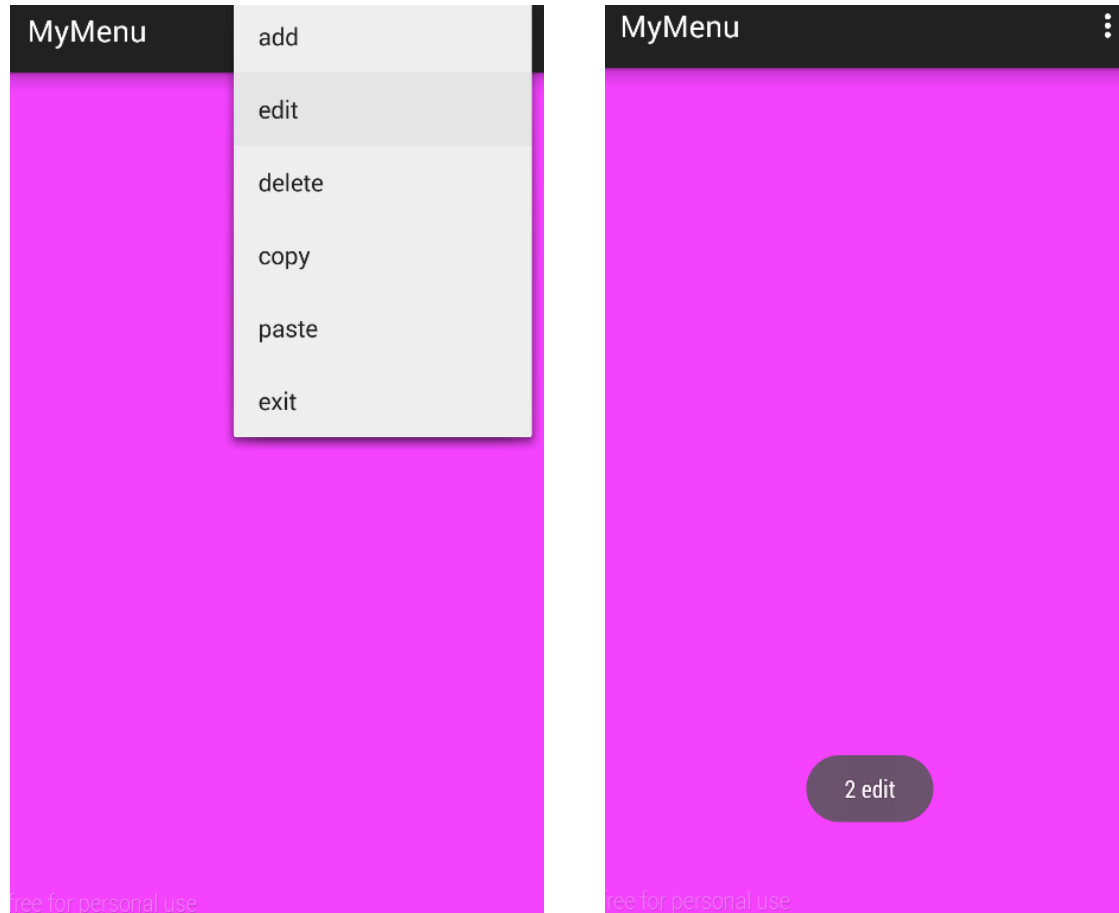 MyMenu
add
edit
delete
copy
paste
exit
free for personal use
MyMenu
2 edit
free for personal use